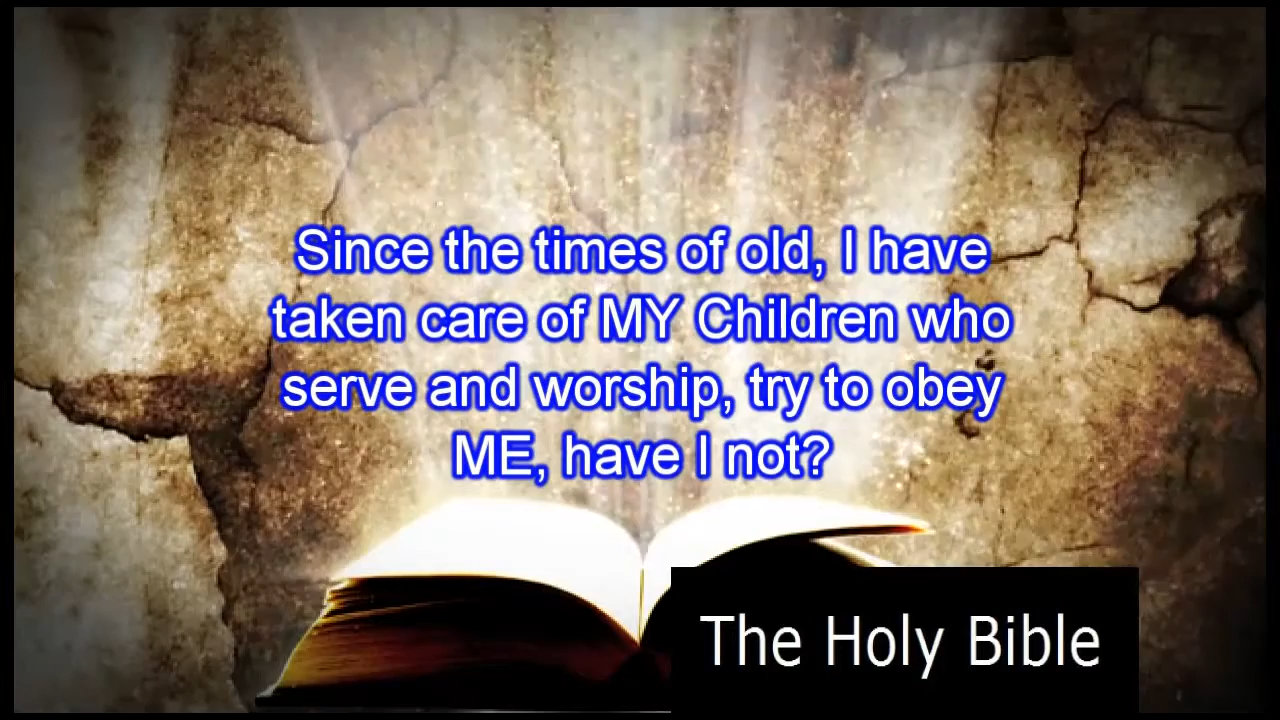 Since the times of old, I have
taken care of MY Children who
serve and worship, try to obey
ME, have I not?
The Holy Bible